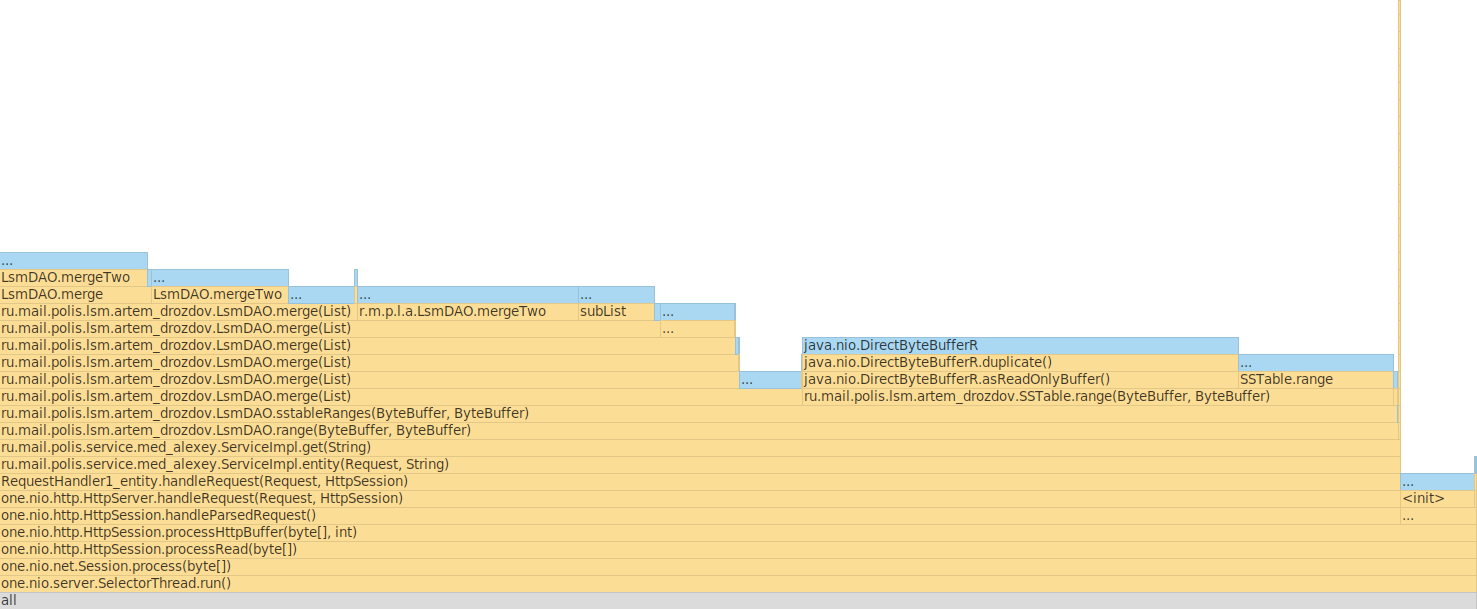 ...
LsmDAO.mergeTwo ...
LsmDAO.merge LsmDAO.mergeTwo ... ... ...
ru.mail.polis.lsm.artem_drozdov.LsmDAO.merge(List) r.m.p.l.a.LsmDAO.mergeTwo subList ...
ru.mail.polis.lsm.artem_drozdov.LsmDAO.merge(List) ...
ru.mail.polis.lsm.artem_drozdov.LsmDAO.merge(List) java.nio.DirectByteBufferR
ru.mail.polis.lsm.artem_drozdov.LsmDAO.merge(List) java.nio.DirectByteBufferR.duplicate() ...
ru.mail.polis.lsm.artem_drozdov.LsmDAO.merge(List) ... java.nio.DirectByteBufferR.asReadOnlyBuffer() SSTable.range
ru.mail.polis.lsm.artem_drozdov.LsmDAO.merge(List) ru.mail.polis.lsm.artem_drozdov.SSTable.range(ByteBuffer, ByteBuffer)
ru.mail.polis.lsm.artem_drozdov.LsmDAO.sstableRanges(ByteBuffer, ByteBuffer)
ru.mail.polis.lsm.artem_drozdov.LsmDAO.range(ByteBuffer, ByteBuffer)
ru.mail.polis.service.med_alexey.ServiceImpl.get(String)
ru.mail.polis.service.med_alexey.ServiceImpl.entity(Request, String)
RequestHandler1_entity.handleRequest(Request, HttpSession) ...
one.nio.http.HttpServer.handleRequest(Request, HttpSession) <init>
one.nio.http.HttpSession.handleParsedRequest() ...
one.nio.http.HttpSession.processHttpBuffer(byte[], int)
one.nio.http.HttpSession.processRead(byte[])
one.nio.net.Session.process(byte[])
one.nio.server.SelectorThread.run()
all